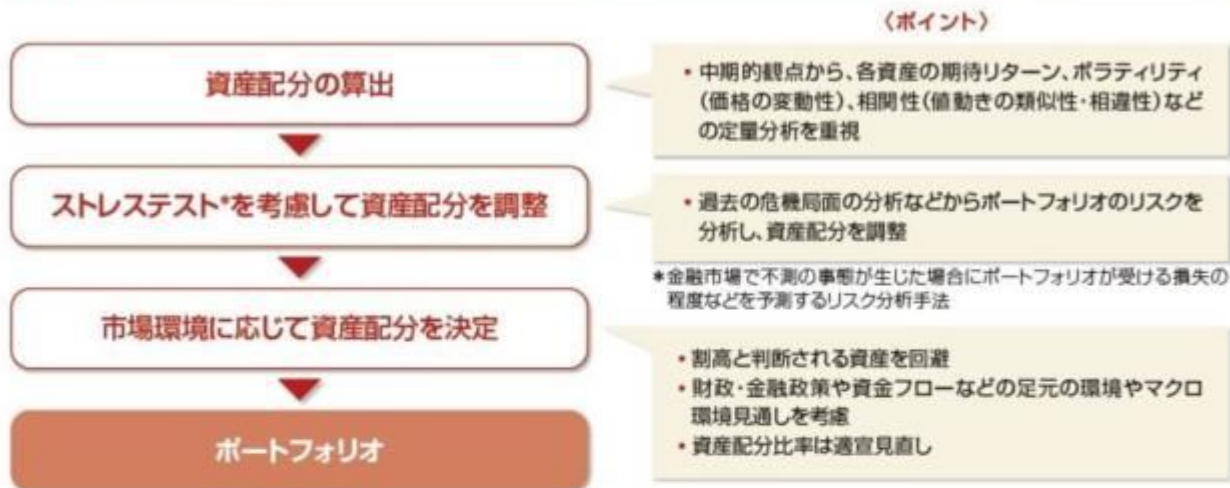 〈ポイント〉
資産配分の算出
• 中期的観点から、各資産の期待リターン、ボラティリティ
(価格の変動性)、相関性(値動きの類似性・相違性)など
の定量分析を重視
ストレステスト*を考慮して資産配分を調整
• 過去の危機局面の分析などからポートフォリオのリスクを
分析し、資産配分を調整
*金融市場で不測の事態が生じた場合にポートフォリオが受ける損失の
程度などを予測するリスク分析手法
市場環境に応じて資産配分を決定
• 割高と判断される資産を回避
• 財政・金融政策や資金フローなどの足元の環境やマクロ
環境見通しを考慮
• 資産配分比率は適宜見直し
ポートフォリオ